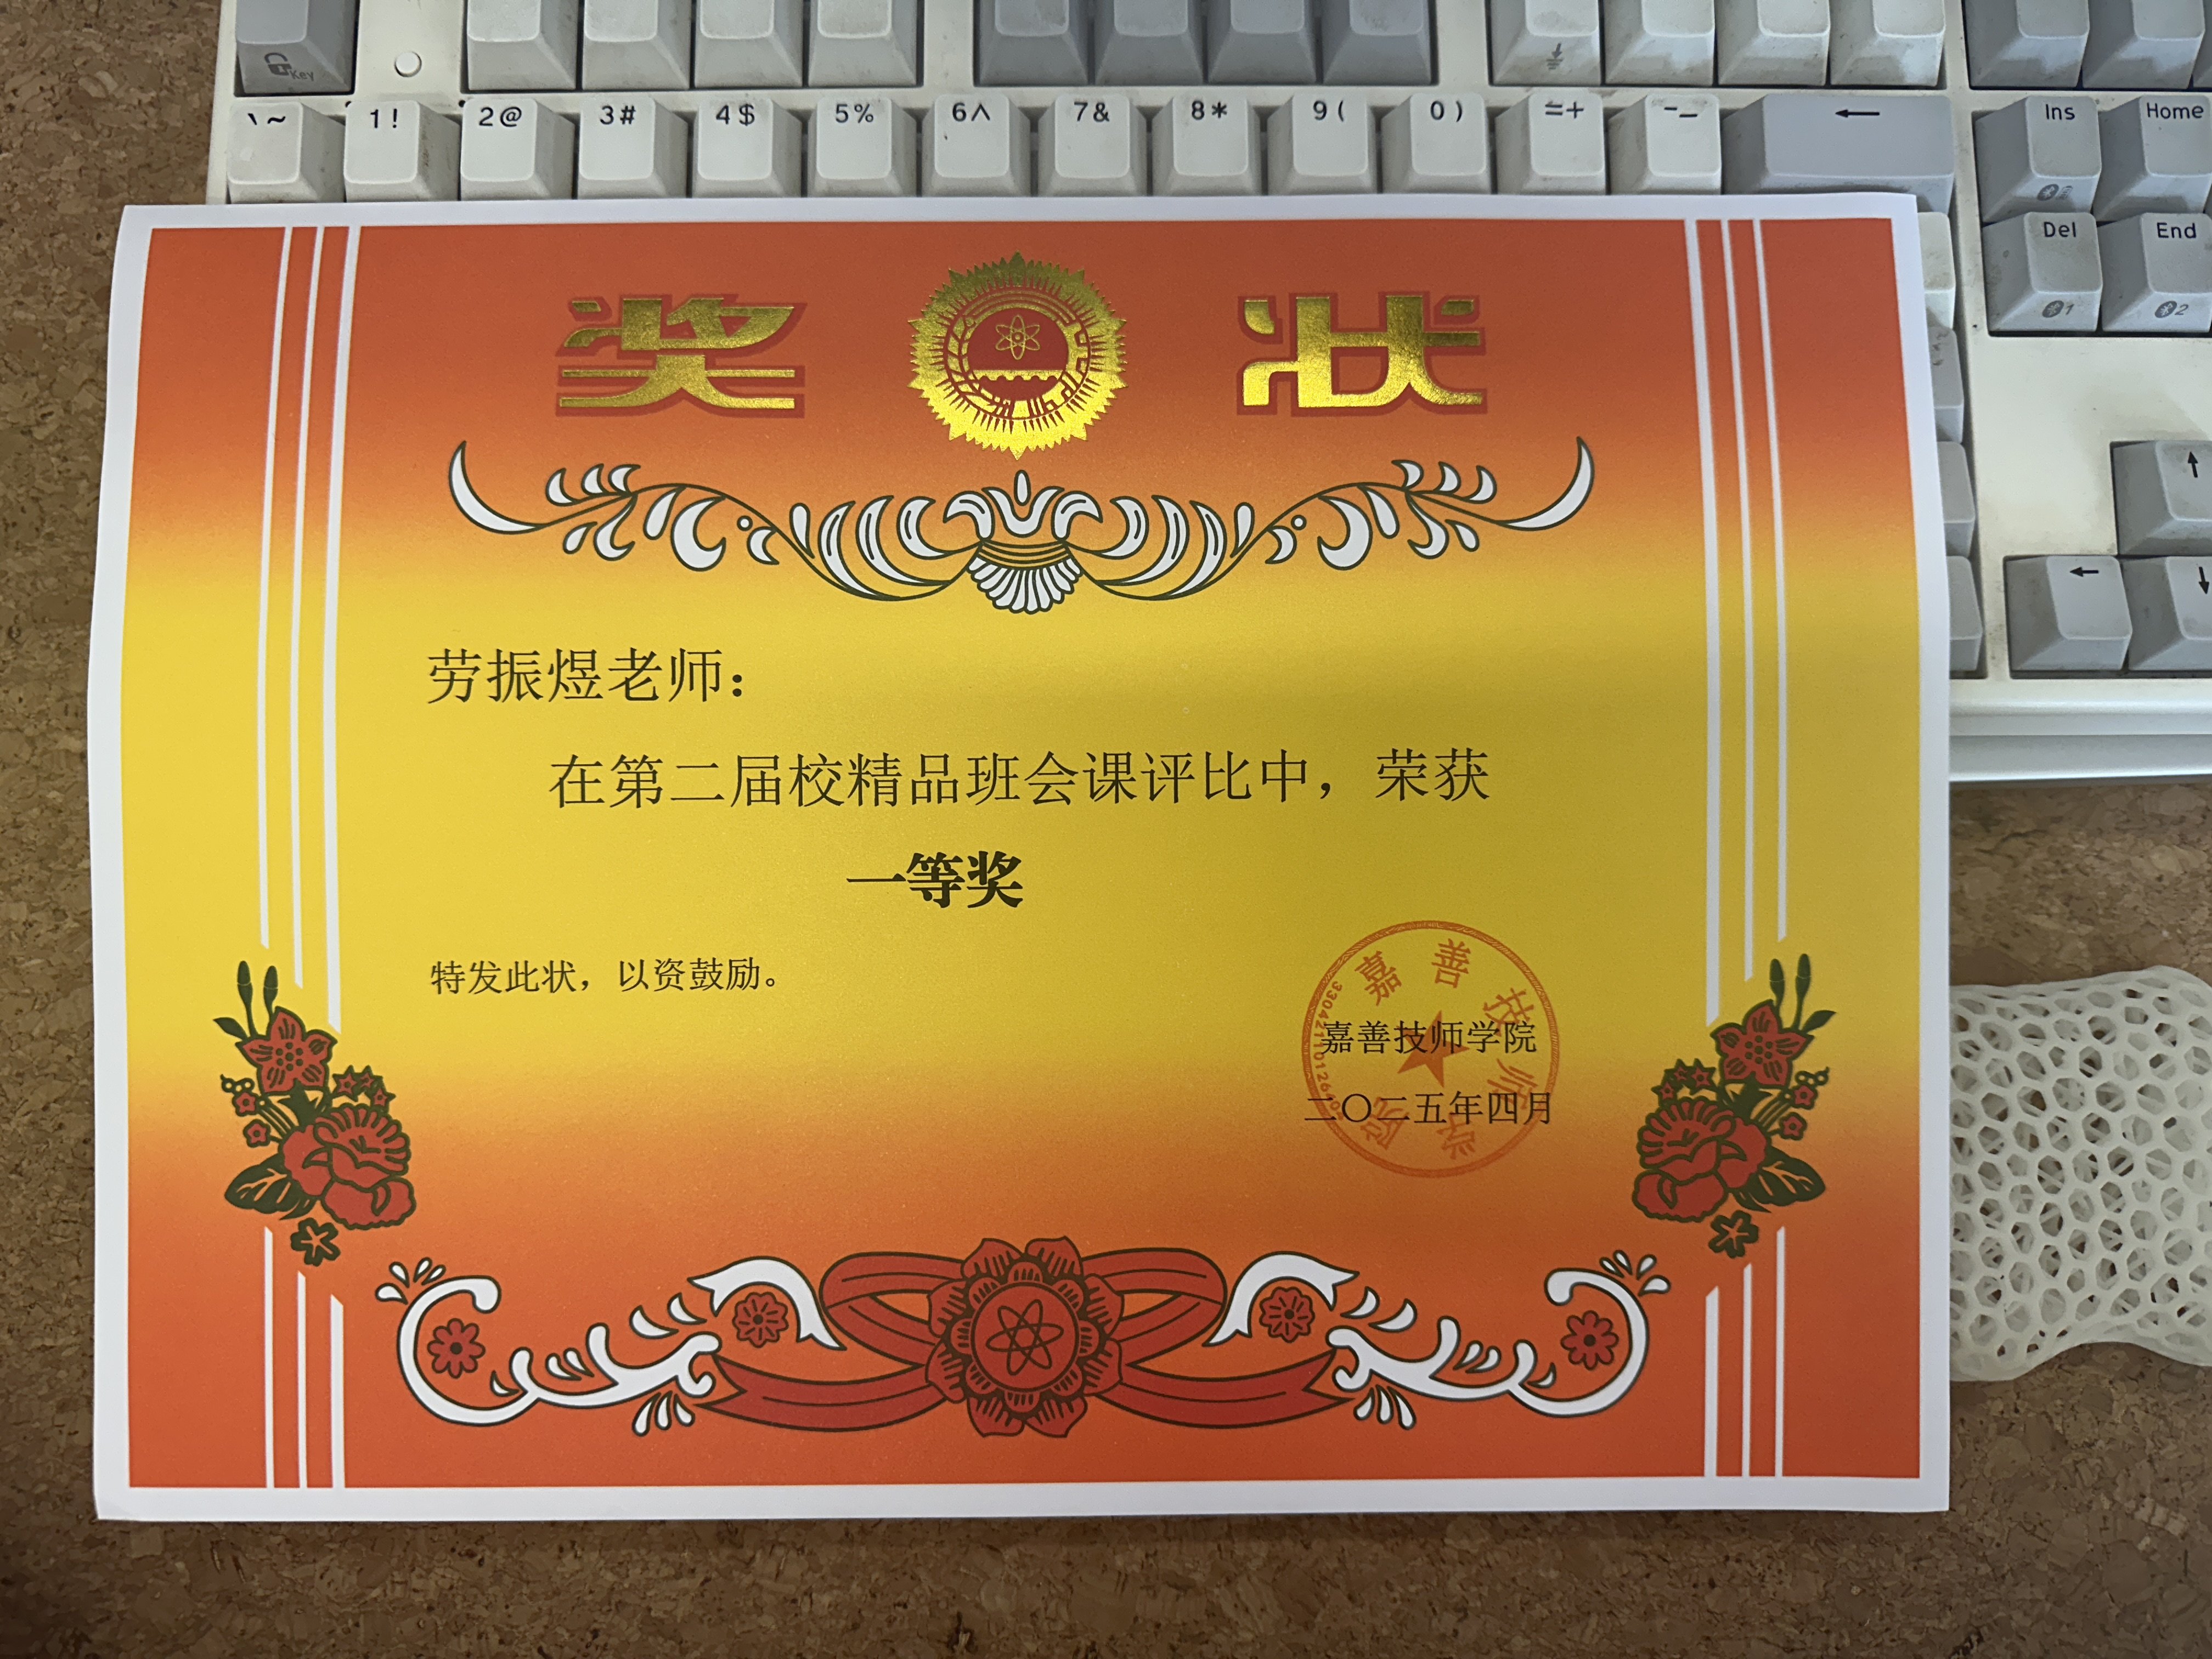 Key
\~ 1! 2@ 3# 4$ 5% 6^ 7& 8* 9( 0) =+ -_ ← Ins Home
Del End
1 2
↑
← ↓
奖 状
劳振煜老师：
在第二届校精品班会课评比中，荣获
一等奖
特发此状，以资鼓励。
嘉善技师学院
嘉善技师学院
二〇二五年四月